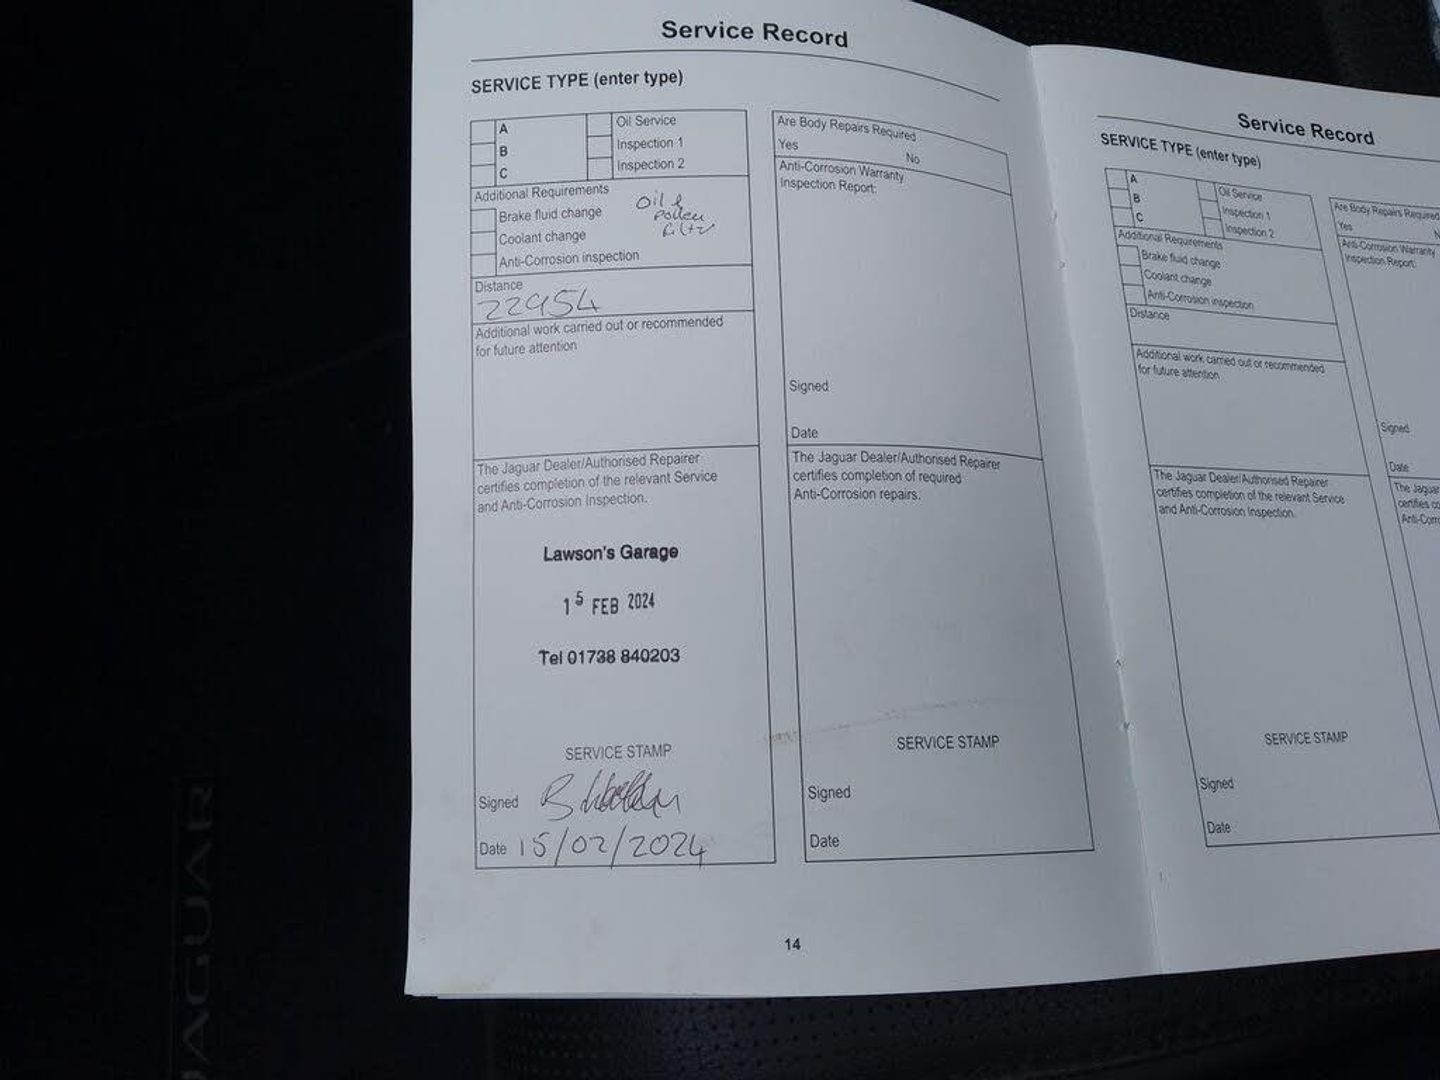 Service Record
SERVICE TYPE (enter type)
A
B
C
Oil Service
Inspection 1
Inspection 2
Additional Requirements
Brake fluid change
Coolant change
Anti-Corrosion inspection
Oil &
Pollen
filtr
Distance
22954
Additional work carried out or recommended
for future attention
The Jaguar Dealer/Authorised Repairer
certifies completion of the relevant Service
and Anti-Corrosion Inspection.
Lawson's Garage
15 FEB 2024
Tel 01738 840203
SERVICE STAMP
Signed
Date 15/02/2024
Are Body Repairs Required
Yes No
Anti-Corrosion Warranty
Inspection Report:
Signed
Date
The Jaguar Dealer/Authorised Repairer
certifies completion of required
Anti-Corrosion repairs.
SERVICE STAMP
Signed
Date
14
Service Record
SERVICE TYPE (enter type)
A
B
C
Oil Service
Inspection 1
Inspection 2
Additional Requirements
Brake fluid change
Coolant change
Anti-Corrosion inspection
Distance
Additional work carried out or recommended
for future attention
The Jaguar Dealer/Authorised Repairer
certifies completion of the relevant Service
and Anti-Corrosion Inspection.
SERVICE STAMP
Signed
Date
Are Body Repairs Required
Yes
Anti-Corrosion Warranty
Inspection Report:
Signed
Date
The Jaguar
JAGUAR